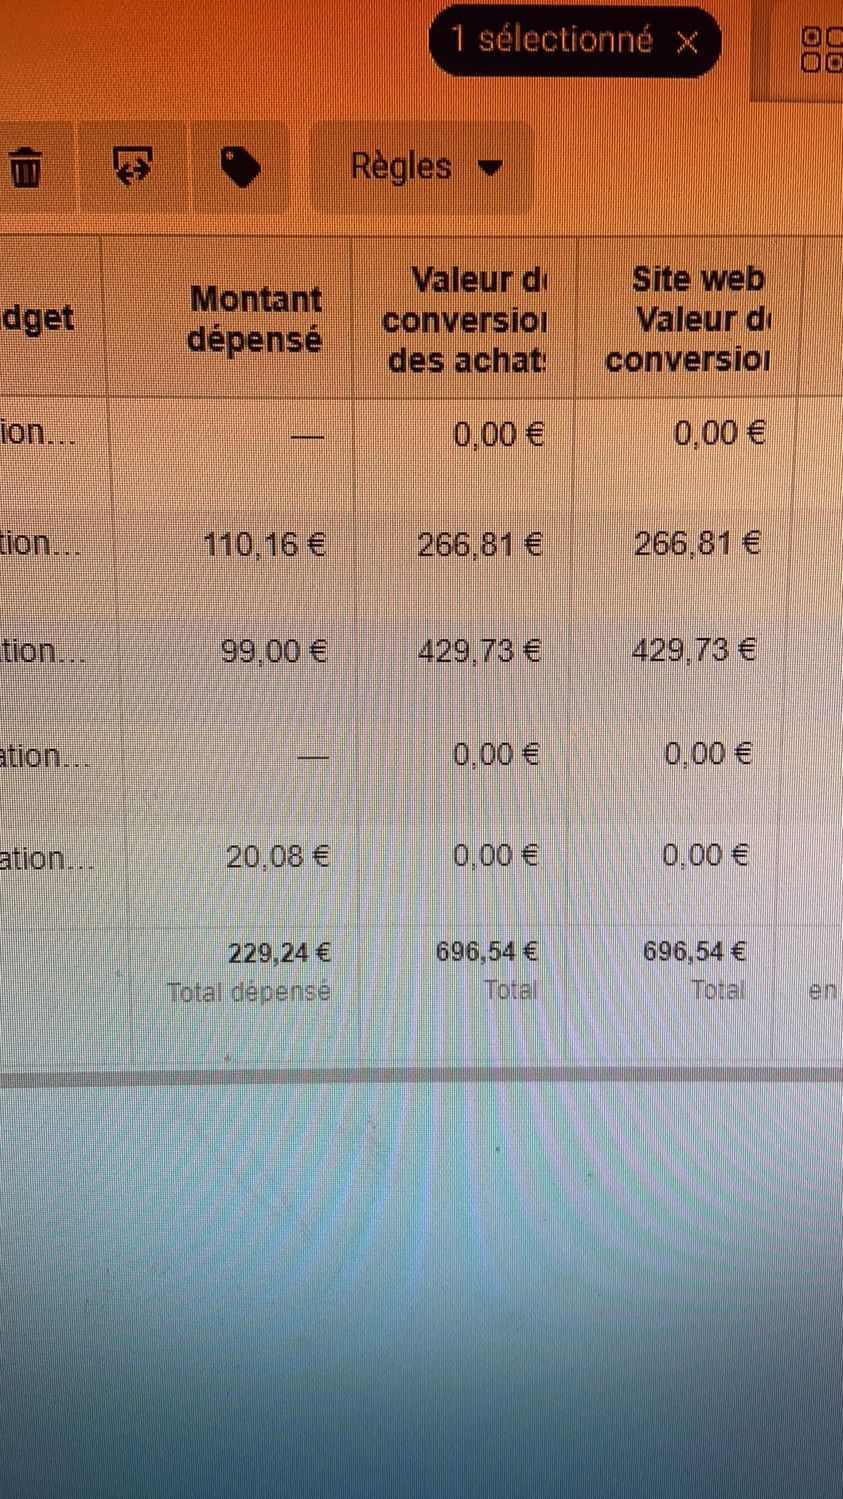 1 sélectionné ×
Règles
dget
Montant
dépensé
Valeur d
conversio
des achat
Site web
Valeur d
conversio
ion...
—
0,00 €
0,00 €
tion...
110,16 €
266,81 €
266,81 €
ation...
99,00 €
429,73 €
429,73 €
ation...
—
0,00 €
0,00 €
ation...
20,08 €
0,00 €
0,00 €
229,24 €
696,54 €
696,54 €
Total dépensé
Total
Total
en